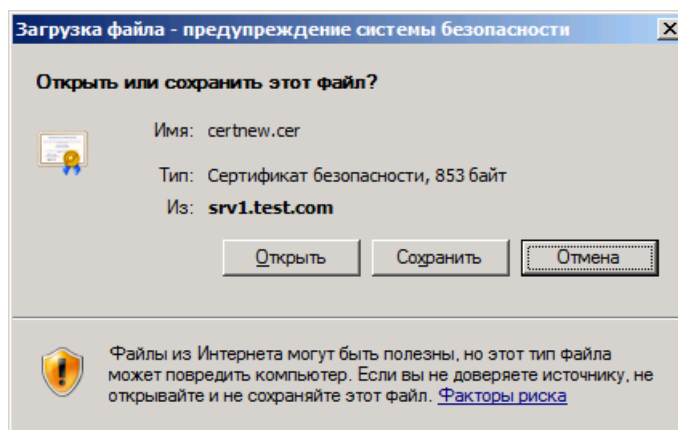 Загрузка файла - предупреждение системы безопасности
Открыть или сохранить этот файл?
Имя: certnew.cer
Тип: Сертификат безопасности, 853 байт
Из: srv1.test.com
Открыть Сохранить Отмена
Файлы из Интернета могут быть полезны, но этот тип файла
может повредить компьютер. Если вы не доверяете источнику, не
открывайте и не сохраняйте этот файл. Факторы риска